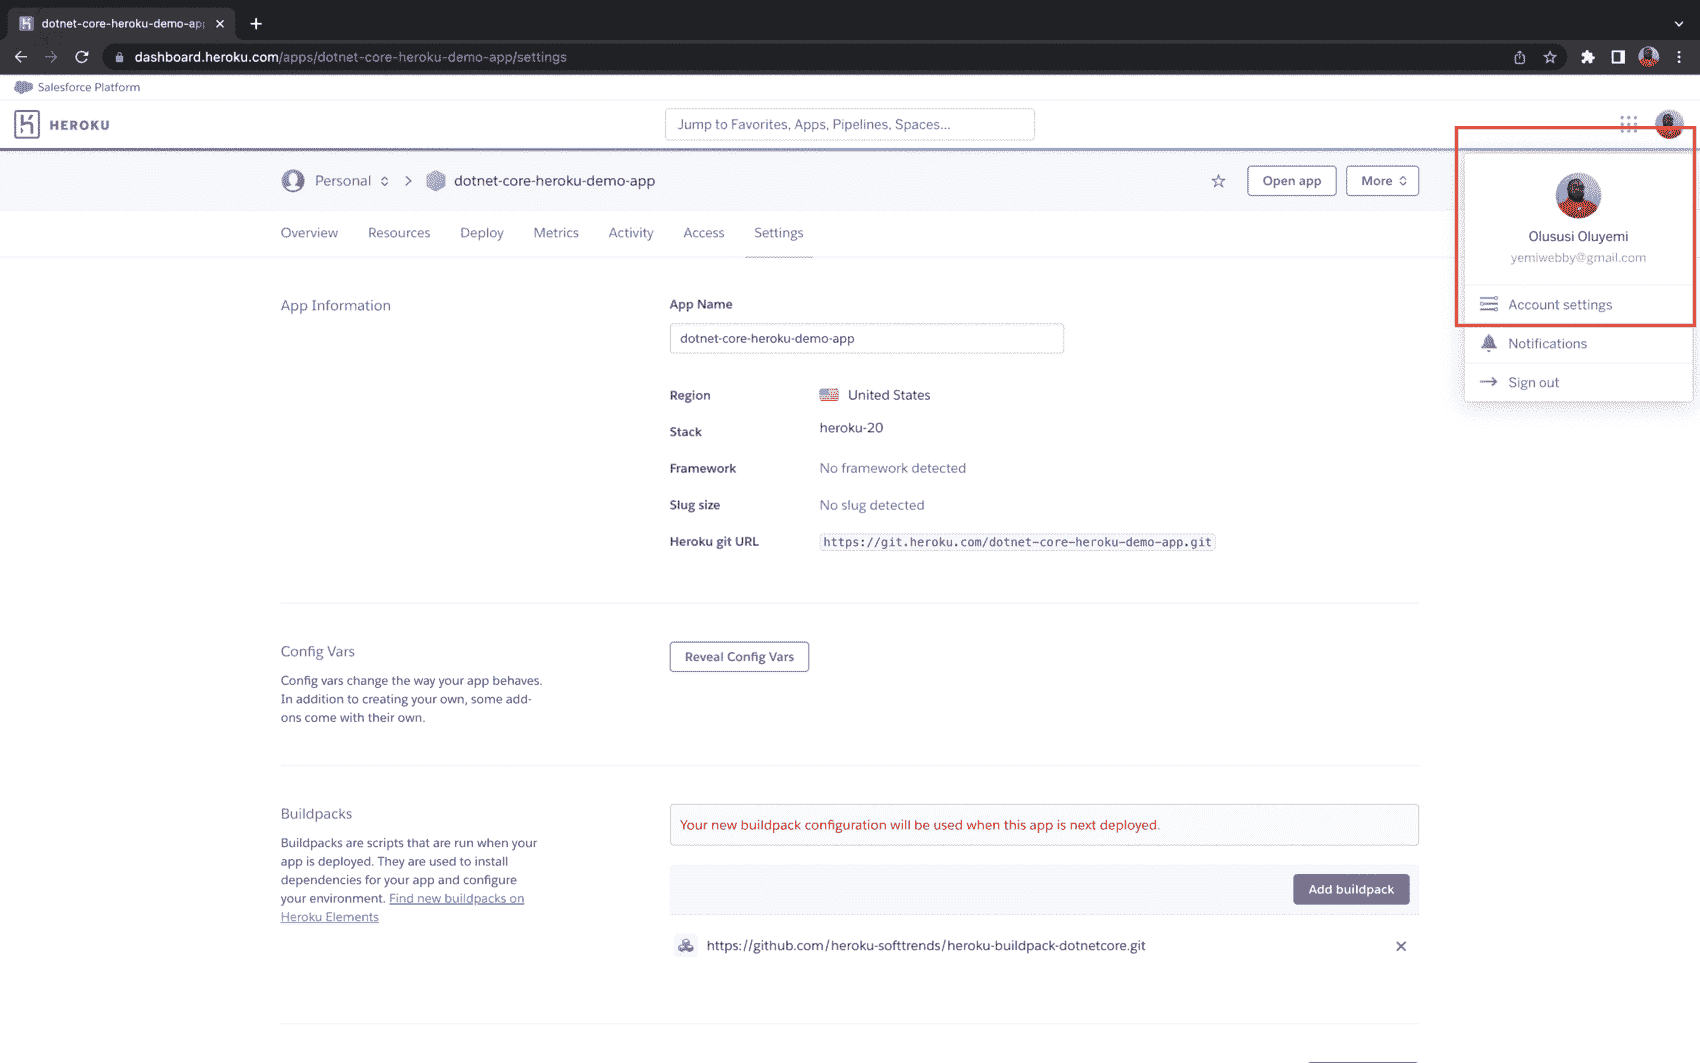 dotnet-core-heroku-demo-app
dashboard.heroku.com/apps/dotnet-core-heroku-demo-app/settings
Salesforce Platform
HEROKU
Jump to Favorites, Apps, Pipelines, Spaces...
Personal
dotnet-core-heroku-demo-app
Open app
More
Overview
Resources
Deploy
Metrics
Activity
Access
Settings
Olususi Oluyemi
yemiwebby@gmail.com
Account settings
Notifications
Sign out
App Information
App Name
dotnet-core-heroku-demo-app
Region
United States
Stack
heroku-20
Framework
No framework detected
Slug size
No slug detected
Heroku git URL
https://git.heroku.com/dotnet-core-heroku-demo-app.git
Config Vars
Config vars change the way your app behaves.
In addition to creating your own, some add-
ons come with their own.
Reveal Config Vars
Buildpacks
Buildpacks are scripts that are run when your
app is deployed. They are used to install
dependencies for your app and configure
your environment. Find new buildpacks on
Heroku Elements
Your new buildpack configuration will be used when this app is next deployed.
Add buildpack
https://github.com/heroku-softtrends/heroku-buildpack-dotnetcore.git